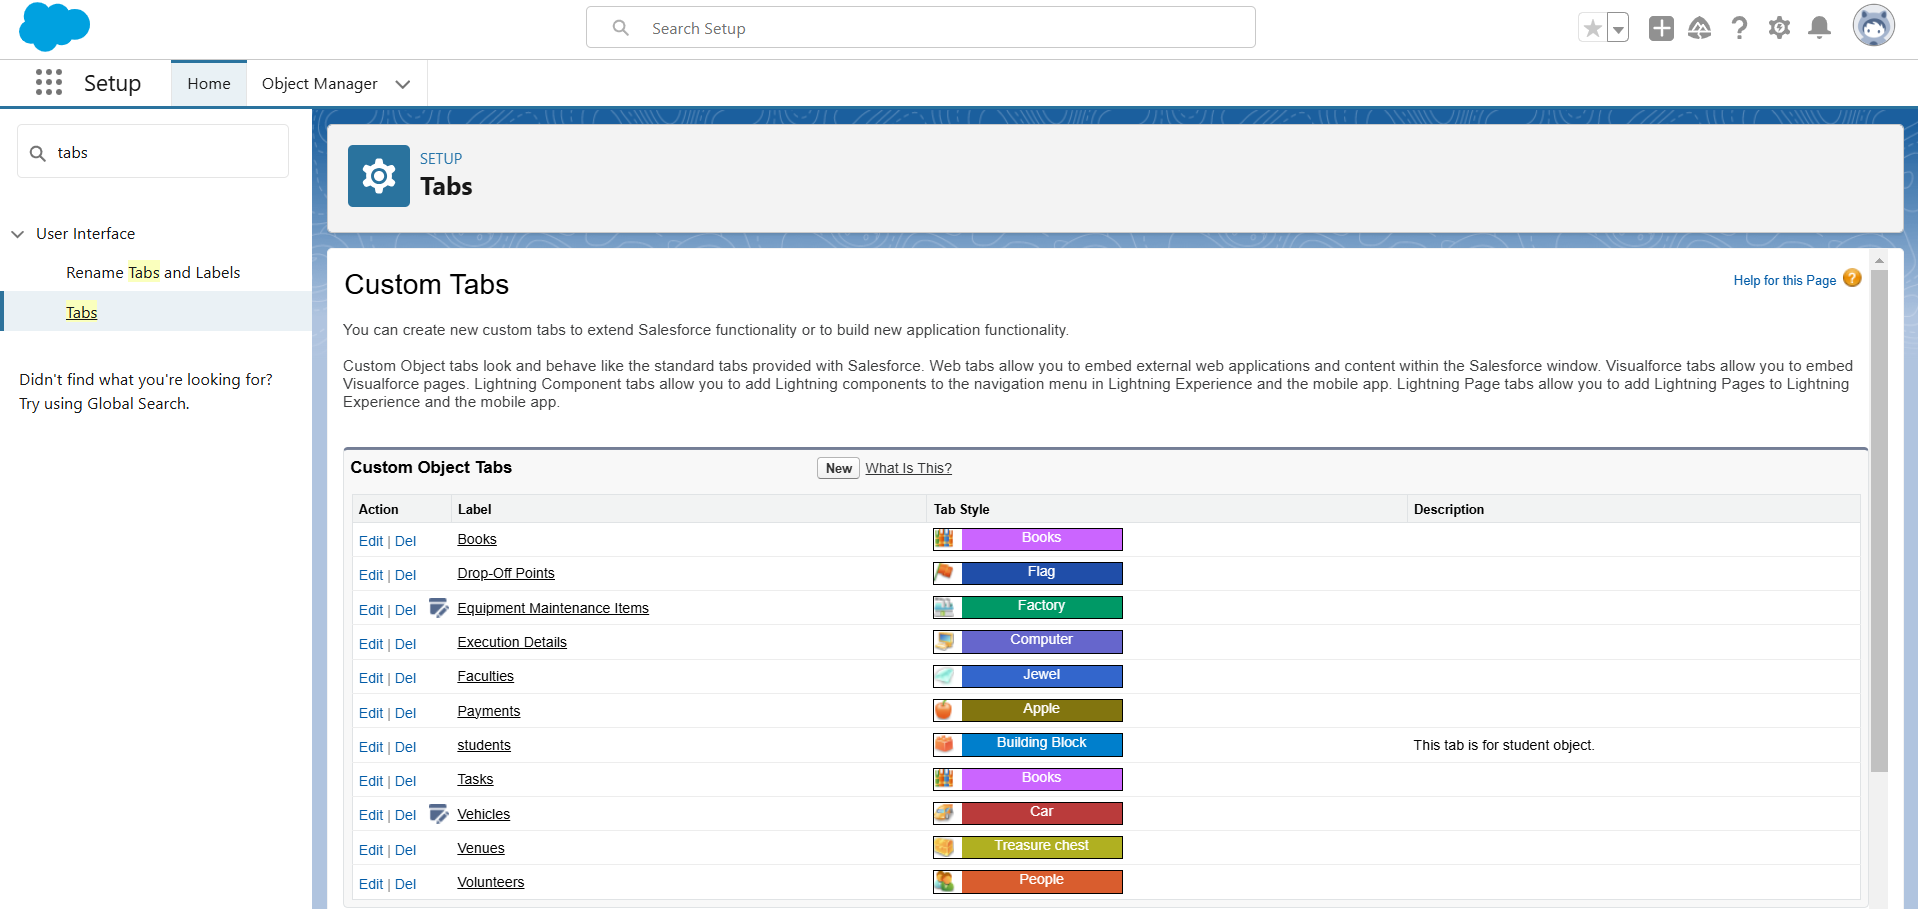 Search Setup
Setup
Home
Object Manager
tabs
User Interface
Rename Tabs and Labels
Tabs
Didn't find what you're looking for?
Try using Global Search.
SETUP
Tabs
Custom Tabs
Help for this Page
?
You can create new custom tabs to extend Salesforce functionality or to build new application functionality.
Custom Object tabs look and behave like the standard tabs provided with Salesforce. Web tabs allow you to embed external web applications and content within the Salesforce window. Visualforce tabs allow you to embed
Visualforce pages. Lightning Component tabs allow you to add Lightning components to the navigation menu in Lightning Experience and the mobile app. Lightning Page tabs allow you to add Lightning Pages to Lightning
Experience and the mobile app.
Custom Object Tabs New What Is This?
Action Label Tab Style Description
Edit | Del Books Books
Edit | Del Drop-Off Points Flag
Edit | Del Equipment Maintenance Items Factory
Edit | Del Execution Details Computer
Edit | Del Faculties Jewel
Edit | Del Payments Apple
Edit | Del students Building Block This tab is for student object.
Edit | Del Tasks Books
Edit | Del Vehicles Car
Edit | Del Venues Treasure chest
Edit | Del Volunteers People